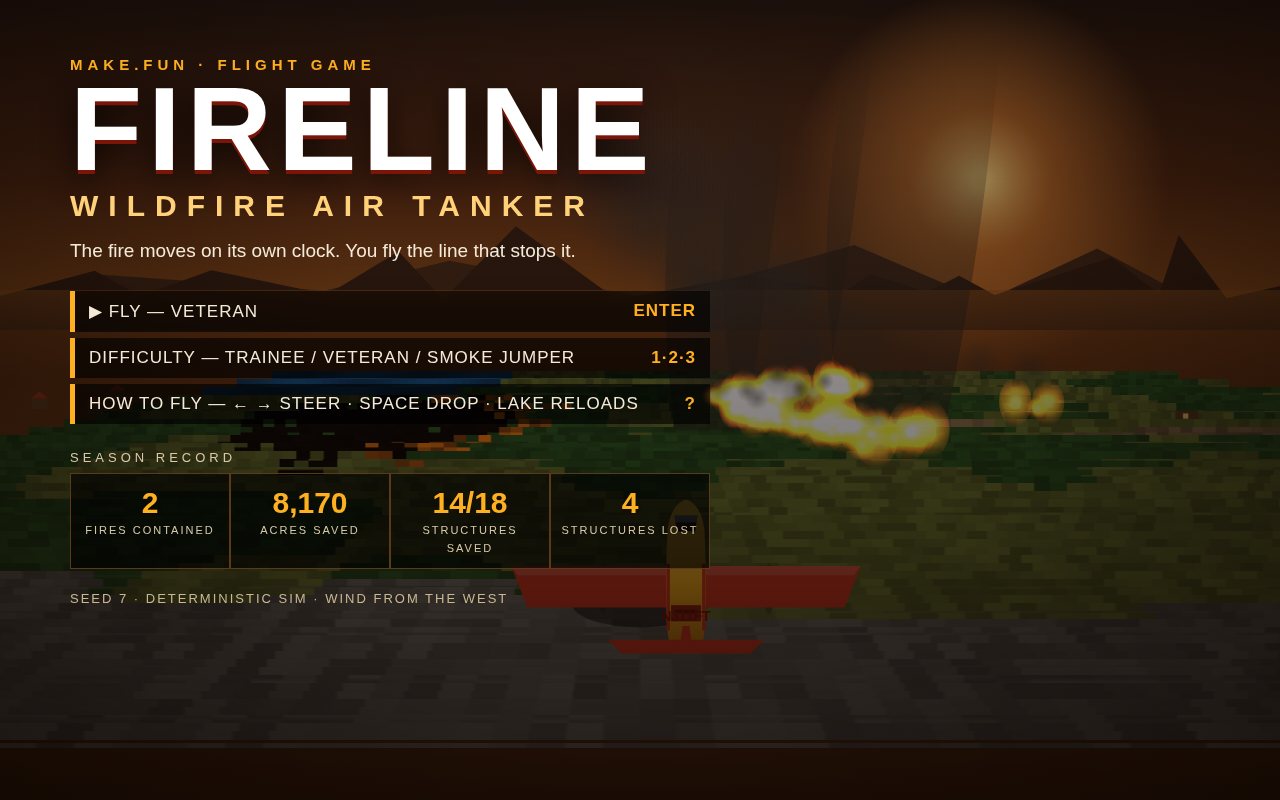 MAKE.FUN · FLIGHT GAME
FIRELINE
WILDFIRE AIR TANKER
The fire moves on its own clock. You fly the line that stops it.
▶ FLY — VETERAN ENTER
DIFFICULTY — TRAINEE / VETERAN / SMOKE JUMPER 1·2·3
HOW TO FLY — ← → STEER · SPACE DROP · LAKE RELOADS ?
SEASON RECORD
2 8,170 14/18 4
FIRES CONTAINED ACRES SAVED STRUCTURES STRUCTURES LOST
SAVED
SEED 7 · DETERMINISTIC SIM · WIND FROM THE WEST